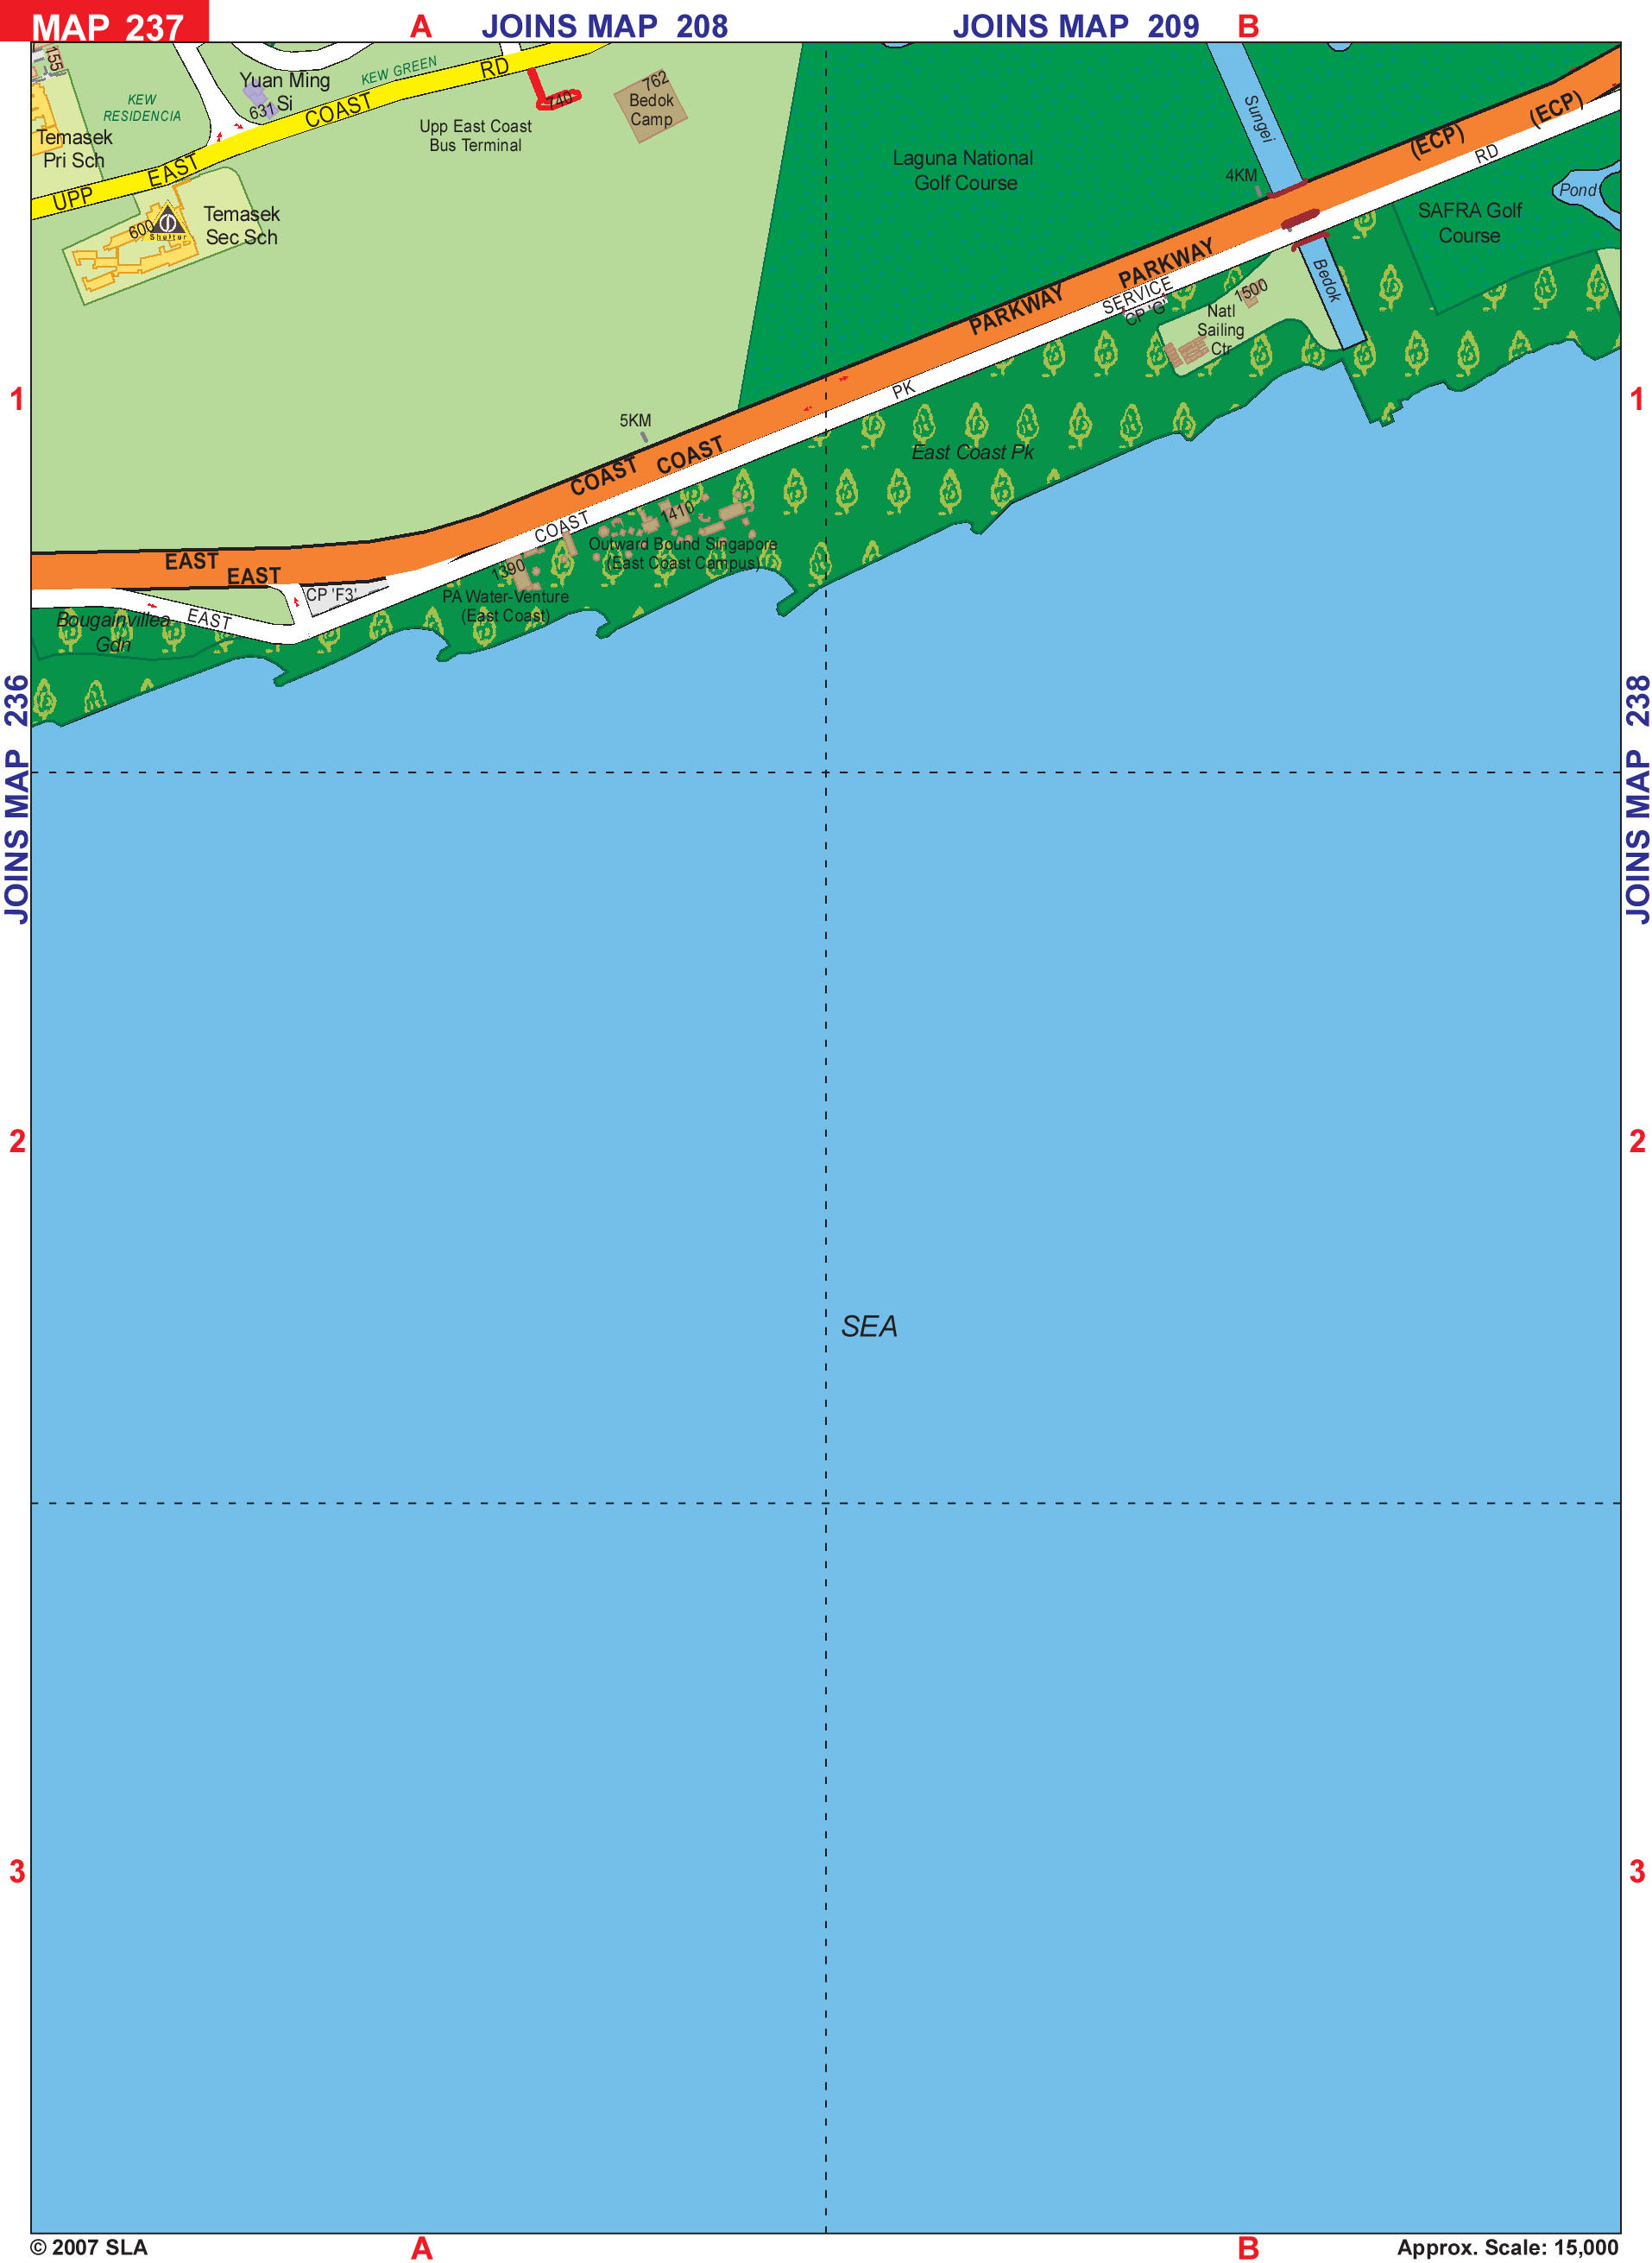 MAP 237
A
JOINS MAP 208
JOINS MAP 209
B
155
KEW
RESIDENCIA
Temasek
Pri Sch
Yuan Ming
Si
631
KEW GREEN
UPP EAST COAST RD
740
762
Bedok
Camp
Upp East Coast
Bus Terminal
600
Shelter
Temasek
Sec Sch
Laguna National
Golf Course
Sungei
Bedok
4KM
(ECP)
(ECP)
RD
Pond
SAFRA Golf
Course
PARKWAY
PARKWAY
SERVICE
CP 'G'
1500
Natl
Sailing
Ctr
1
1
PK
5KM
COAST
COAST
East Coast Pk
COAST
1410
Outward Bound Singapore
(East Coast Campus)
EAST
EAST
1390
CP 'F3'
PA Water-Venture
(East Coast)
EAST
Bougainvillea
Gdn
JOINS MAP 236
JOINS MAP 238
2
2
SEA
3
3
© 2007 SLA
A
B
Approx. Scale: 15,000